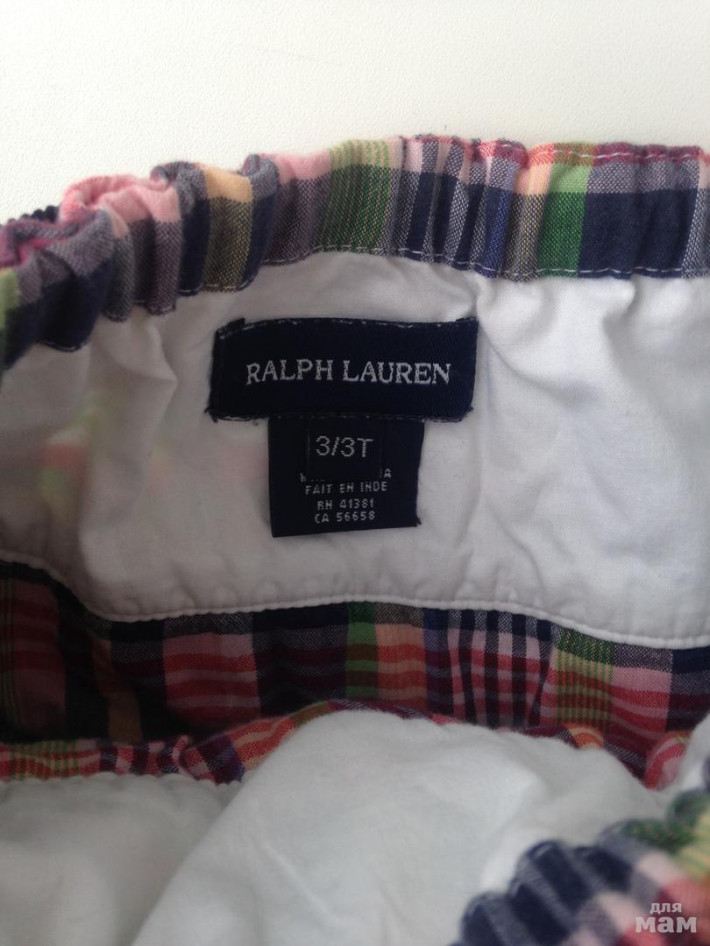 RALPH LAUREN
3/3T
FAIT EN INDE
RN 41381
CA 56658
для
мам